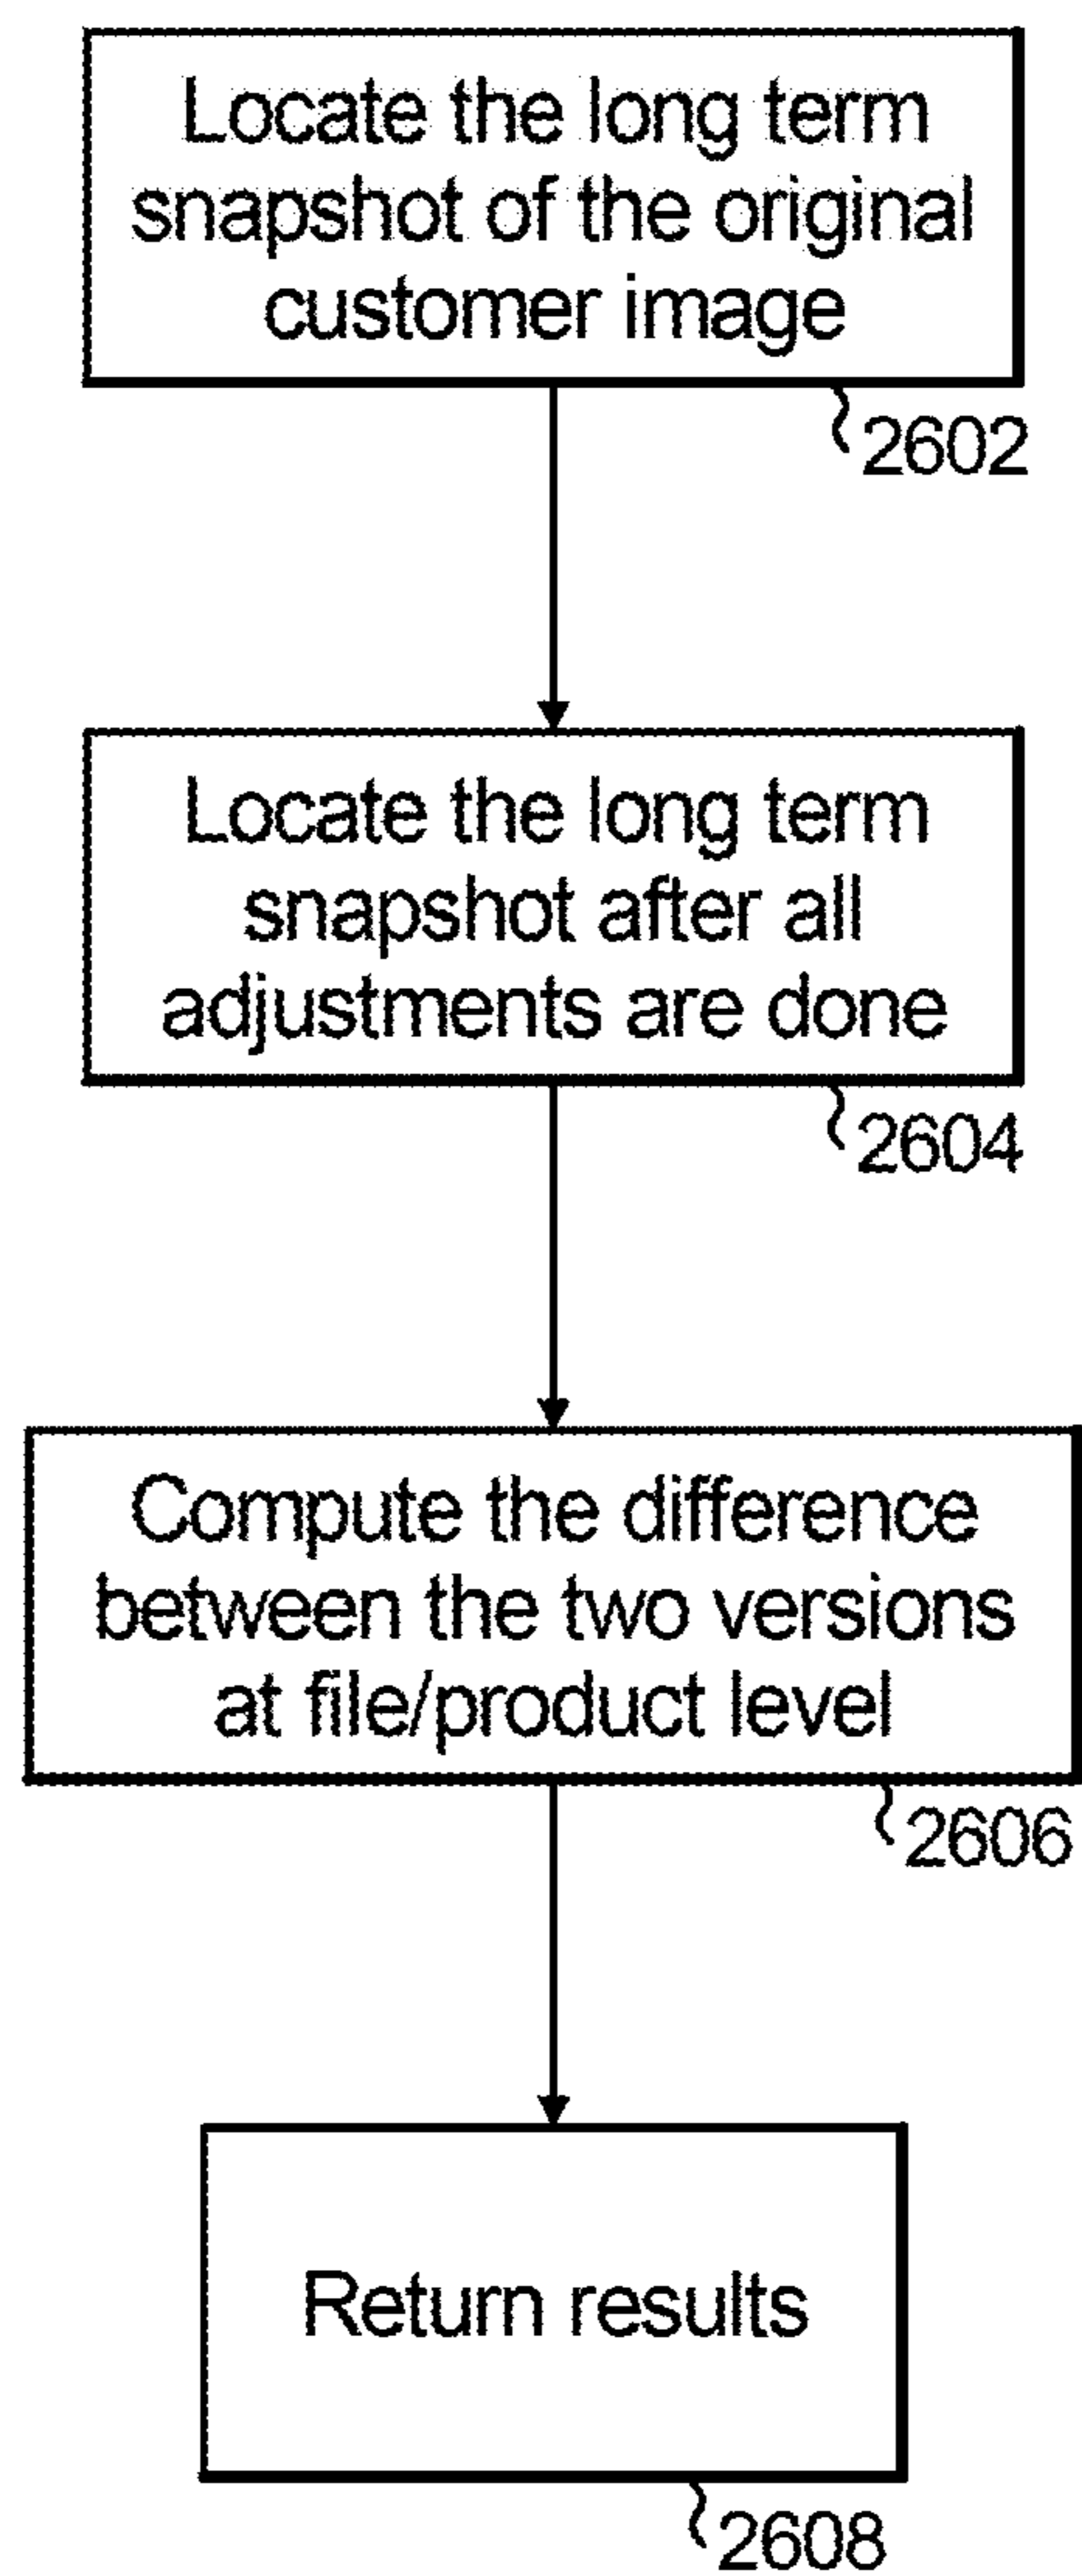 Locate the long term
snapshot of the original
customer image
2602
Locate the long term
snapshot after all
adjustments are done
2604
Compute the difference
between the two versions
at file/product level
2606
Return results
2608